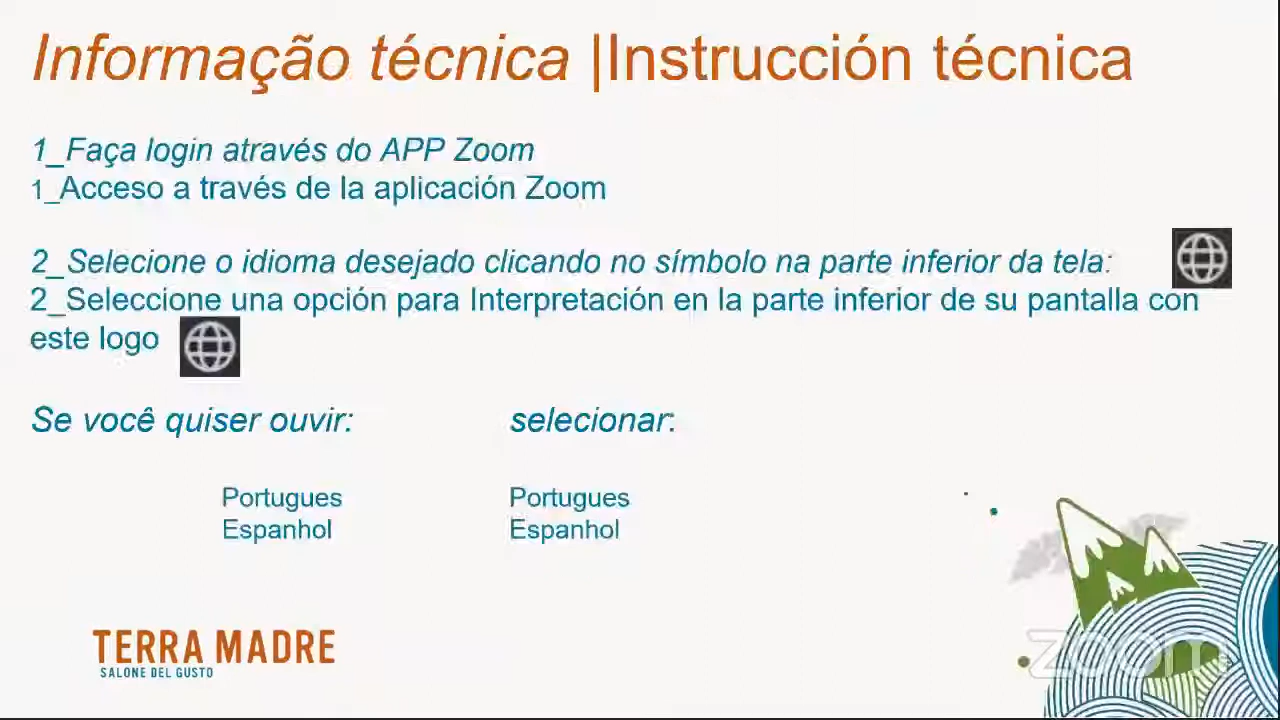 Informação técnica |Instrucción técnica
1_Faça login através do APP Zoom
1_Acceso a través de la aplicación Zoom
2_Selecione o idioma desejado clicando no símbolo na parte inferior da tela:
2_Seleccione una opción para Interpretación en la parte inferior de su pantalla con
este logo
Se você quiser ouvir: selecionar:
Portugues Portugues
Espanhol Espanhol
TERRA MADRE
SALONE DEL GUSTO
zoom